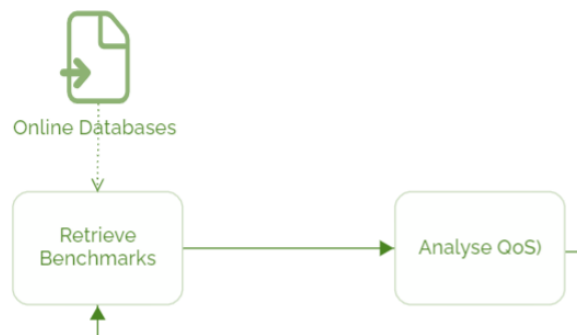 Online Databases
Retrieve
Benchmarks
Analyse QoS)